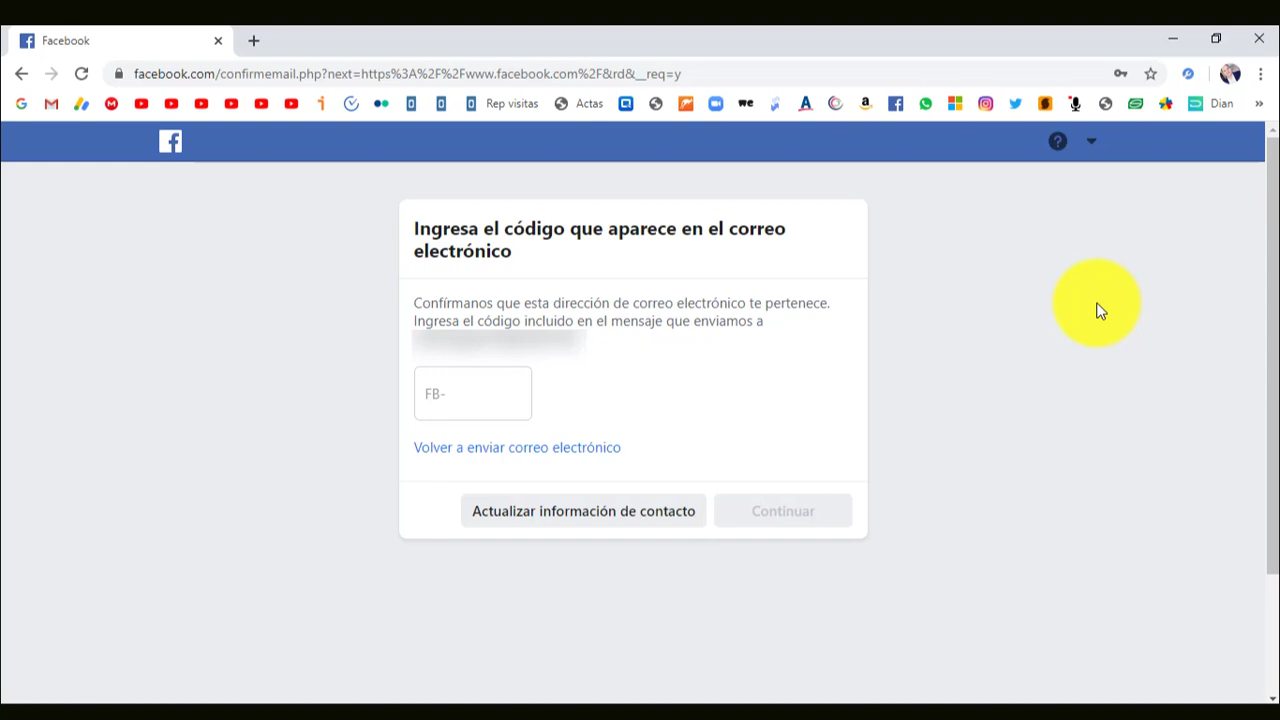 Facebook
facebook.com/confirmemail.php?next=https%3A%2F%2Fwww.facebook.com%2F&rd&__req=y
Rep visitas
Actas
we
Dian
Ingresa el código que aparece en el correo
electrónico
Confírmanos que esta dirección de correo electrónico te pertenece.
Ingresa el código incluido en el mensaje que enviamos a
FB-
Volver a enviar correo electrónico
Actualizar información de contacto
Continuar